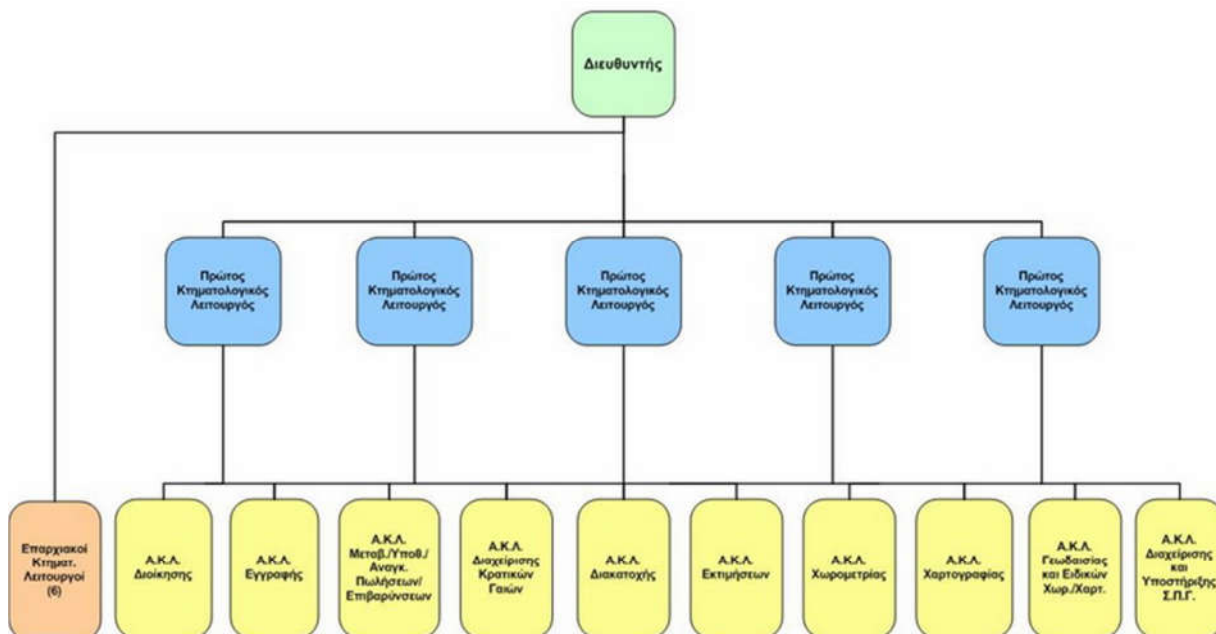 Διευθυντής
Πρώτος
Κτηματολογικός
Λειτουργός
Πρώτος
Κτηματολογικός
Λειτουργός
Πρώτος
Κτηματολογικός
Λειτουργός
Πρώτος
Κτηματολογικός
Λειτουργός
Πρώτος
Κτηματολογικός
Λειτουργός
Επαρχιακοί
Κτηματ.
Λειτουργοί
(6)
Α.Κ.Λ.
Διοίκησης
Α.Κ.Λ.
Εγγραφής
Α.Κ.Λ.
Μεταβ./Υποθ./
Αναγκ.
Πωλήσεων/
Επιβαρύνσεων
Α.Κ.Λ.
Διαχείρισης
Κρατικών
Γαιών
Α.Κ.Λ.
Διακατοχής
Α.Κ.Λ.
Εκτιμήσεων
Α.Κ.Λ.
Χωρομετρίας
Α.Κ.Λ.
Χαρτογραφίας
Α.Κ.Λ.
Γεωδαισίας
και Ειδικών
Χωρ./Χαρτ.
Α.Κ.Λ.
Διαχείρισης
και
Υποστήριξης
Σ.Π.Γ.